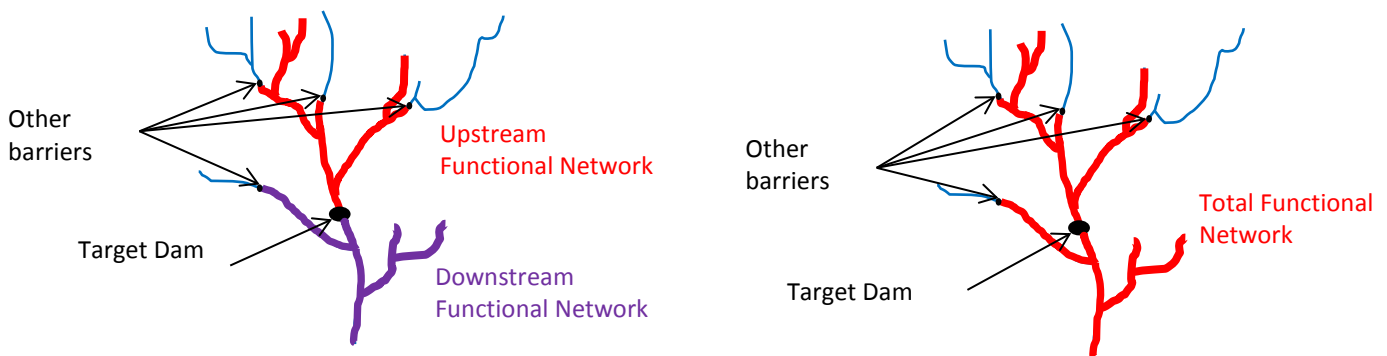 Other
barriers
Upstream
Functional Network
Target Dam
Downstream
Functional Network
Other
barriers
Total Functional
Network
Target Dam